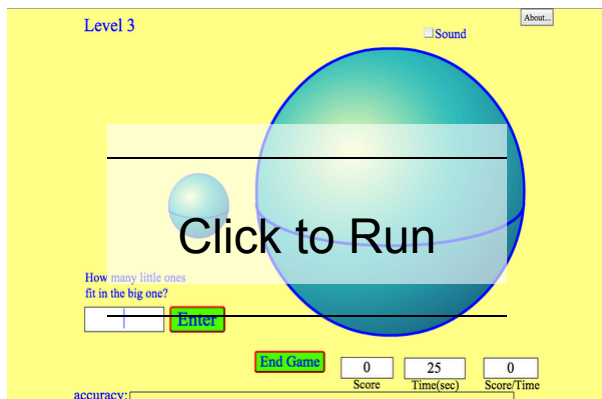 About...
Level 3
Sound
Click to Run
How many little ones
fit in the big one?
Enter
End Game
0 25 0
Score Time(sec) Score/Time
accuracy: